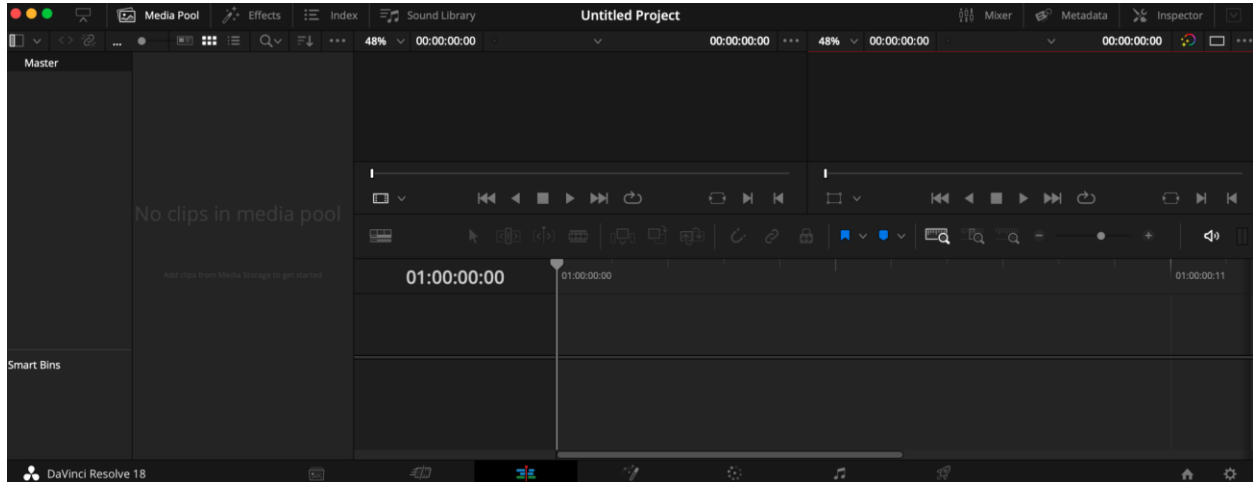 Media Pool Effects Index Sound Library Untitled Project Mixer Metadata Inspector
... 48% 00:00:00:00 00:00:00:00 ... 48% 00:00:00:00 00:00:00:00 ...
Master
No clips in media pool
Add clips from Media Storage to get started
01:00:00:00 01:00:00:00 01:00:00:11
Smart Bins
DaVinci Resolve 18